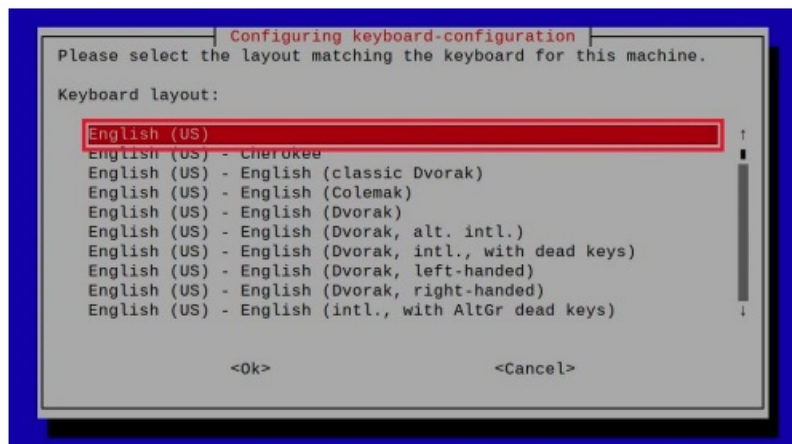 Configuring keyboard-configuration
Please select the layout matching the keyboard for this machine.
Keyboard layout:
English (US)
English (US) - Cherokee
English (US) - English (classic Dvorak)
English (US) - English (Colemak)
English (US) - English (Dvorak)
English (US) - English (Dvorak, alt. intl.)
English (US) - English (Dvorak, intl., with dead keys)
English (US) - English (Dvorak, left-handed)
English (US) - English (Dvorak, right-handed)
English (US) - English (intl., with AltGr dead keys)
<Ok> <Cancel>